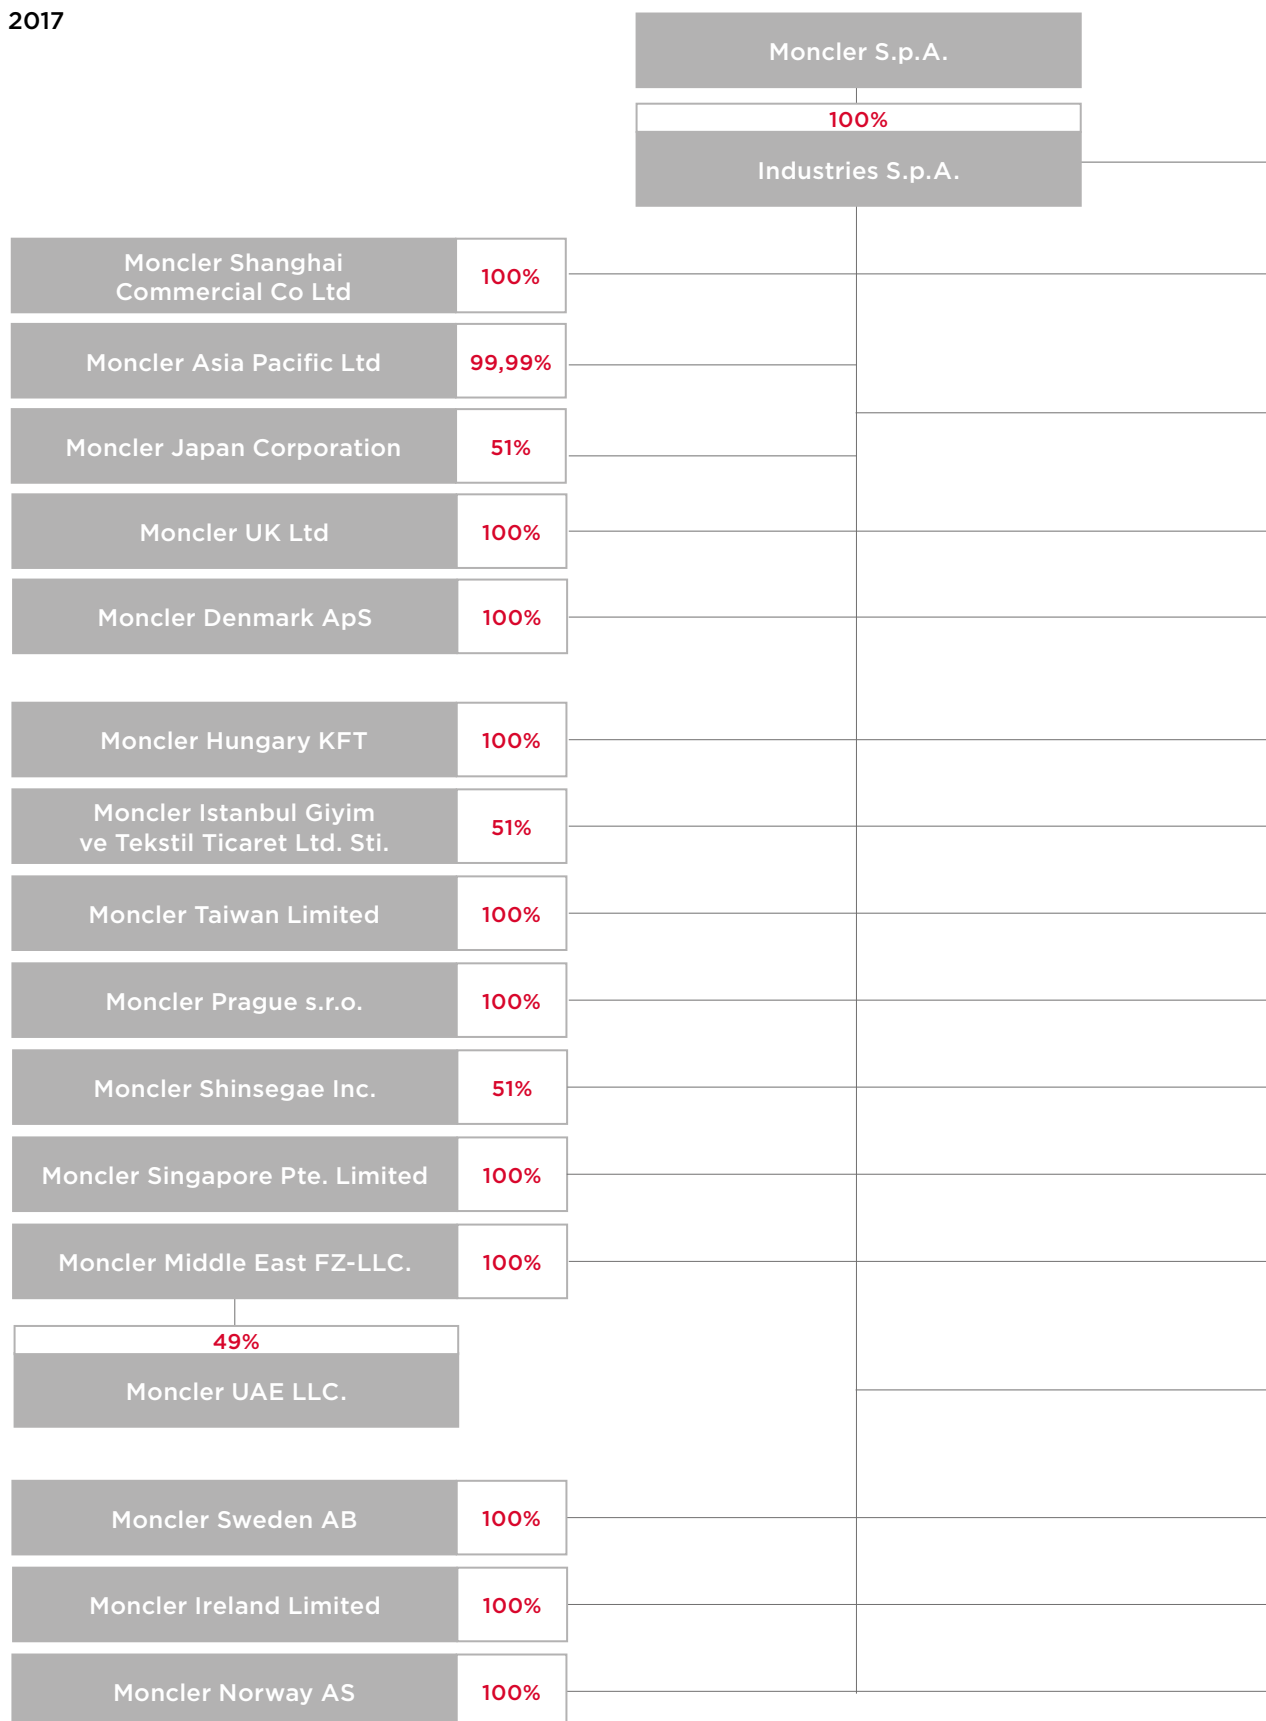 2017
Moncler S.p.A.
100%
Industries S.p.A.
Moncler Shanghai
Commercial Co Ltd
100%
Moncler Asia Pacific Ltd
99,99%
Moncler Japan Corporation
51%
Moncler UK Ltd
100%
Moncler Denmark ApS
100%
Moncler Hungary KFT
100%
Moncler Istanbul Giyim
ve Tekstil Ticaret Ltd. Sti.
51%
Moncler Taiwan Limited
100%
Moncler Prague s.r.o.
100%
Moncler Shinsegae Inc.
51%
Moncler Singapore Pte. Limited
100%
Moncler Middle East FZ-LLC.
100%
49%
Moncler UAE LLC.
Moncler Sweden AB
100%
Moncler Ireland Limited
100%
Moncler Norway AS
100%